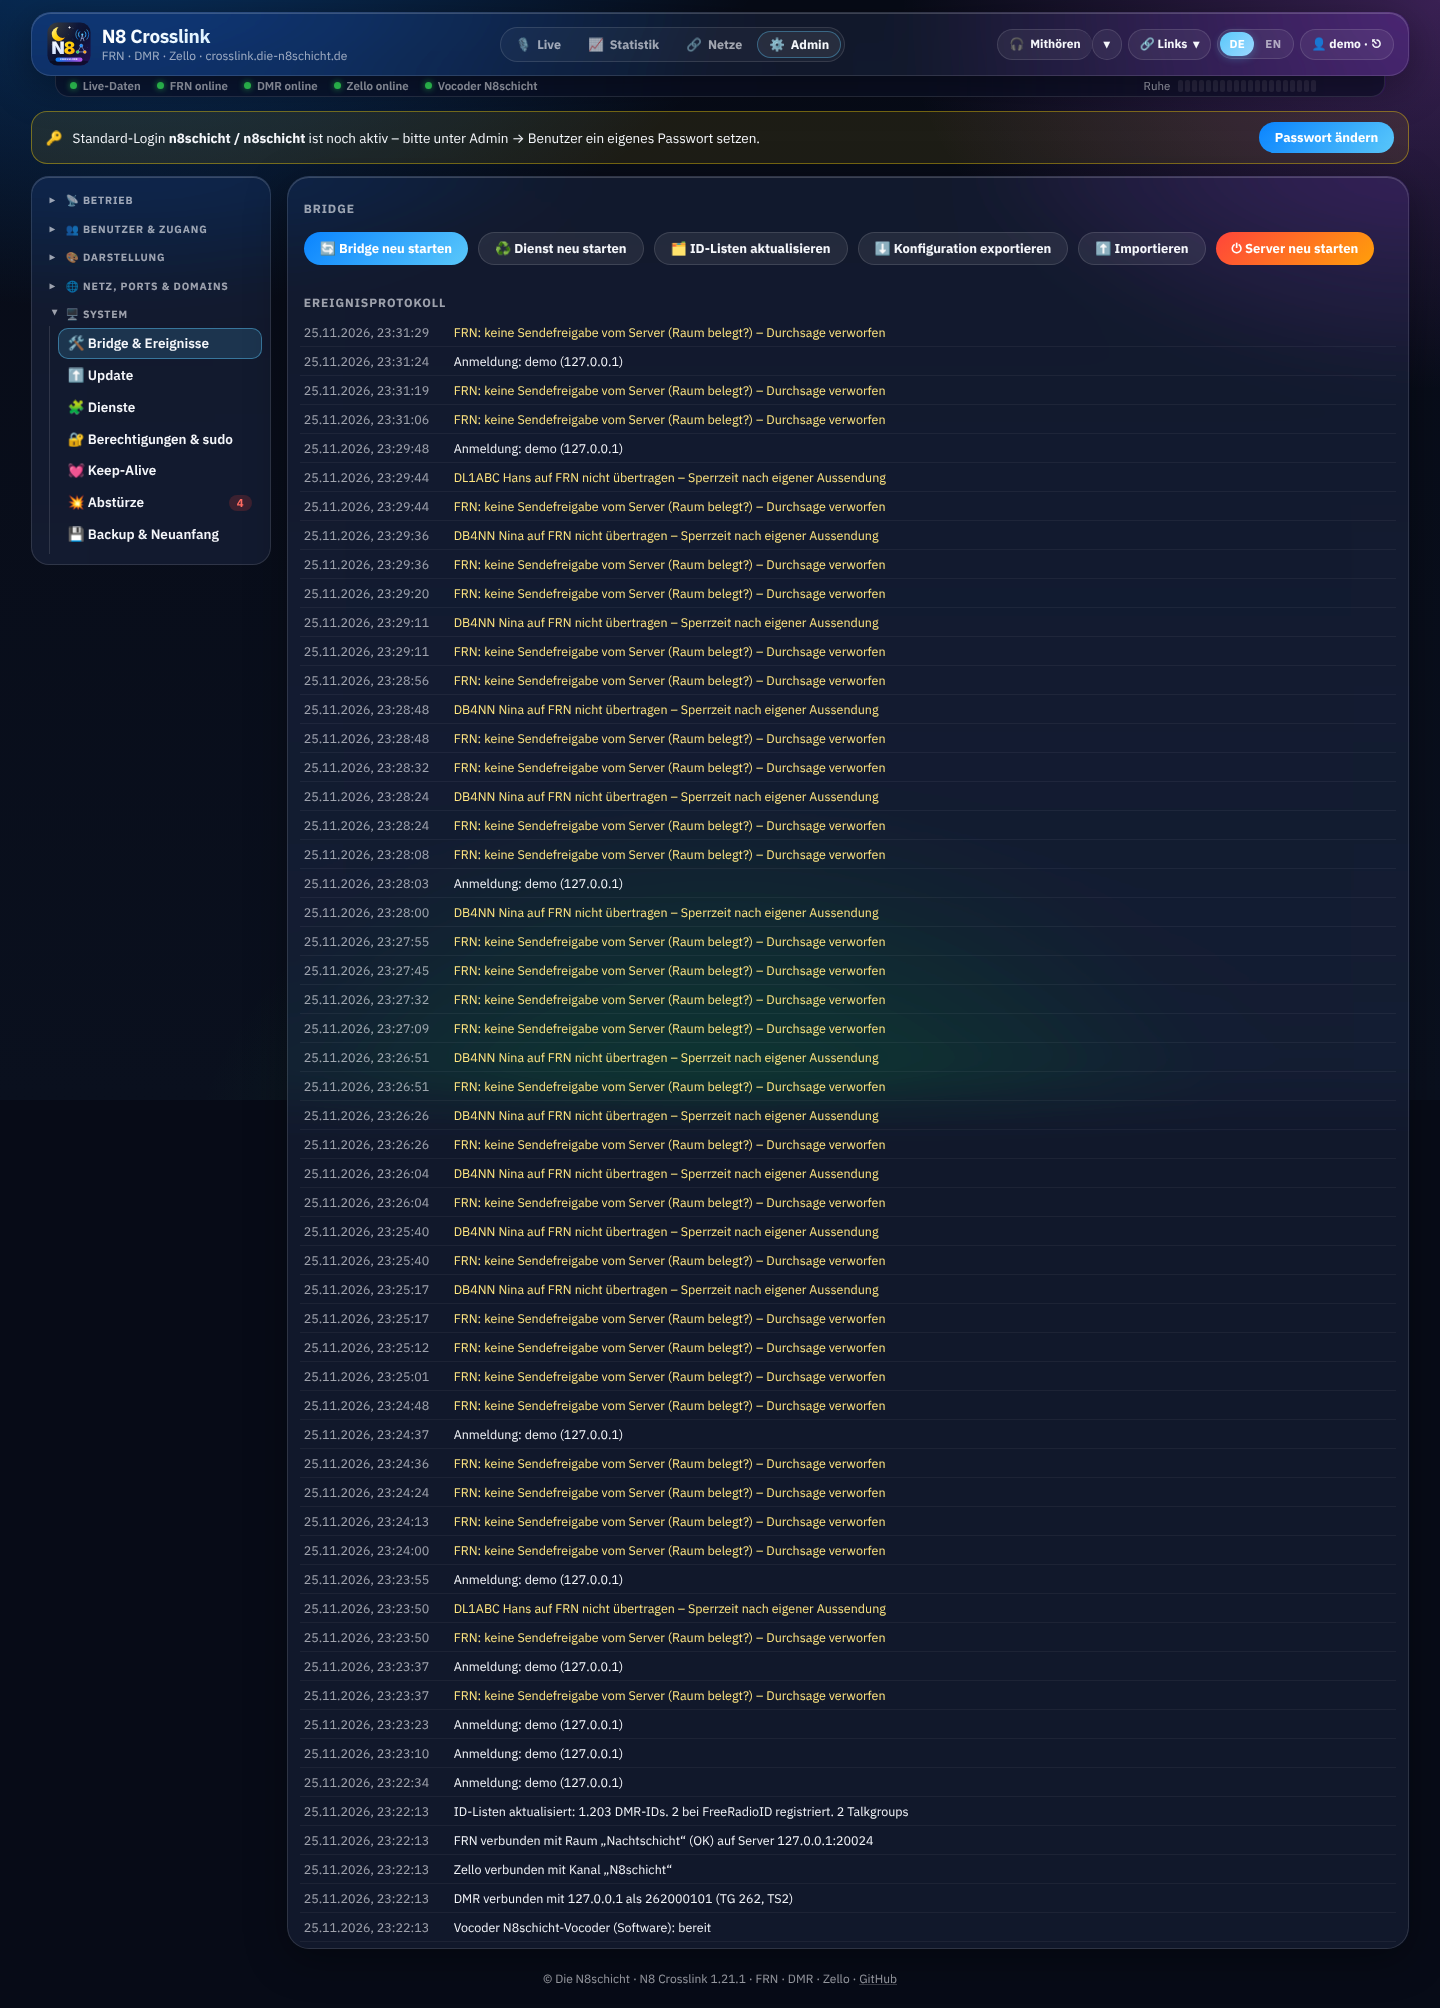 N8 Crosslink
FRN · DMR · Zello · crosslink.die-n8schicht.de
Live
Statistik
Netze
Admin
Mithören ▾
Links ▾
DE EN
demo ·
Live-Daten FRN online DMR online Zello online Vocoder N8schicht
Ruhe
Standard-Login n8schicht / n8schicht ist noch aktiv – bitte unter Admin → Benutzer ein eigenes Passwort setzen.
Passwort ändern
BETRIEB
BENUTZER & ZUGANG
DARSTELLUNG
NETZ, PORTS & DOMAINS
SYSTEM
Bridge & Ereignisse
Update
Dienste
Berechtigungen & sudo
Keep-Alive
Abstürze 4
Backup & Neuanfang
BRIDGE
Bridge neu starten
Dienst neu starten
ID-Listen aktualisieren
Konfiguration exportieren
Importieren
Server neu starten
EREIGNISPROTOKOLL
25.11.2026, 23:31:29 FRN: keine Sendefreigabe vom Server (Raum belegt?) – Durchsage verworfen
25.11.2026, 23:31:24 Anmeldung: demo (127.0.0.1)
25.11.2026, 23:31:19 FRN: keine Sendefreigabe vom Server (Raum belegt?) – Durchsage verworfen
25.11.2026, 23:31:06 FRN: keine Sendefreigabe vom Server (Raum belegt?) – Durchsage verworfen
25.11.2026, 23:29:48 Anmeldung: demo (127.0.0.1)
25.11.2026, 23:29:44 DL1ABC Hans auf FRN nicht übertragen – Sperrzeit nach eigener Aussendung
25.11.2026, 23:29:44 FRN: keine Sendefreigabe vom Server (Raum belegt?) – Durchsage verworfen
25.11.2026, 23:29:36 DB4NN Nina auf FRN nicht übertragen – Sperrzeit nach eigener Aussendung
25.11.2026, 23:29:36 FRN: keine Sendefreigabe vom Server (Raum belegt?) – Durchsage verworfen
25.11.2026, 23:29:20 FRN: keine Sendefreigabe vom Server (Raum belegt?) – Durchsage verworfen
25.11.2026, 23:29:11 DB4NN Nina auf FRN nicht übertragen – Sperrzeit nach eigener Aussendung
25.11.2026, 23:29:11 FRN: keine Sendefreigabe vom Server (Raum belegt?) – Durchsage verworfen
25.11.2026, 23:28:56 FRN: keine Sendefreigabe vom Server (Raum belegt?) – Durchsage verworfen
25.11.2026, 23:28:48 DB4NN Nina auf FRN nicht übertragen – Sperrzeit nach eigener Aussendung
25.11.2026, 23:28:48 FRN: keine Sendefreigabe vom Server (Raum belegt?) – Durchsage verworfen
25.11.2026, 23:28:32 FRN: keine Sendefreigabe vom Server (Raum belegt?) – Durchsage verworfen
25.11.2026, 23:28:24 DB4NN Nina auf FRN nicht übertragen – Sperrzeit nach eigener Aussendung
25.11.2026, 23:28:24 FRN: keine Sendefreigabe vom Server (Raum belegt?) – Durchsage verworfen
25.11.2026, 23:28:08 FRN: keine Sendefreigabe vom Server (Raum belegt?) – Durchsage verworfen
25.11.2026, 23:28:03 Anmeldung: demo (127.0.0.1)
25.11.2026, 23:28:00 DB4NN Nina auf FRN nicht übertragen – Sperrzeit nach eigener Aussendung
25.11.2026, 23:27:55 FRN: keine Sendefreigabe vom Server (Raum belegt?) – Durchsage verworfen
25.11.2026, 23:27:45 FRN: keine Sendefreigabe vom Server (Raum belegt?) – Durchsage verworfen
25.11.2026, 23:27:32 FRN: keine Sendefreigabe vom Server (Raum belegt?) – Durchsage verworfen
25.11.2026, 23:27:09 FRN: keine Sendefreigabe vom Server (Raum belegt?) – Durchsage verworfen
25.11.2026, 23:26:51 DB4NN Nina auf FRN nicht übertragen – Sperrzeit nach eigener Aussendung
25.11.2026, 23:26:51 FRN: keine Sendefreigabe vom Server (Raum belegt?) – Durchsage verworfen
25.11.2026, 23:26:26 DB4NN Nina auf FRN nicht übertragen – Sperrzeit nach eigener Aussendung
25.11.2026, 23:26:26 FRN: keine Sendefreigabe vom Server (Raum belegt?) – Durchsage verworfen
25.11.2026, 23:26:04 DB4NN Nina auf FRN nicht übertragen – Sperrzeit nach eigener Aussendung
25.11.2026, 23:26:04 FRN: keine Sendefreigabe vom Server (Raum belegt?) – Durchsage verworfen
25.11.2026, 23:25:40 DB4NN Nina auf FRN nicht übertragen – Sperrzeit nach eigener Aussendung
25.11.2026, 23:25:40 FRN: keine Sendefreigabe vom Server (Raum belegt?) – Durchsage verworfen
25.11.2026, 23:25:17 DB4NN Nina auf FRN nicht übertragen – Sperrzeit nach eigener Aussendung
25.11.2026, 23:25:17 FRN: keine Sendefreigabe vom Server (Raum belegt?) – Durchsage verworfen
25.11.2026, 23:25:12 FRN: keine Sendefreigabe vom Server (Raum belegt?) – Durchsage verworfen
25.11.2026, 23:25:01 FRN: keine Sendefreigabe vom Server (Raum belegt?) – Durchsage verworfen
25.11.2026, 23:24:48 FRN: keine Sendefreigabe vom Server (Raum belegt?) – Durchsage verworfen
25.11.2026, 23:24:37 Anmeldung: demo (127.0.0.1)
25.11.2026, 23:24:36 FRN: keine Sendefreigabe vom Server (Raum belegt?) – Durchsage verworfen
25.11.2026, 23:24:24 FRN: keine Sendefreigabe vom Server (Raum belegt?) – Durchsage verworfen
25.11.2026, 23:24:13 FRN: keine Sendefreigabe vom Server (Raum belegt?) – Durchsage verworfen
25.11.2026, 23:24:00 FRN: keine Sendefreigabe vom Server (Raum belegt?) – Durchsage verworfen
25.11.2026, 23:23:55 Anmeldung: demo (127.0.0.1)
25.11.2026, 23:23:50 DL1ABC Hans auf FRN nicht übertragen – Sperrzeit nach eigener Aussendung
25.11.2026, 23:23:50 FRN: keine Sendefreigabe vom Server (Raum belegt?) – Durchsage verworfen
25.11.2026, 23:23:37 Anmeldung: demo (127.0.0.1)
25.11.2026, 23:23:37 FRN: keine Sendefreigabe vom Server (Raum belegt?) – Durchsage verworfen
25.11.2026, 23:23:23 Anmeldung: demo (127.0.0.1)
25.11.2026, 23:23:10 Anmeldung: demo (127.0.0.1)
25.11.2026, 23:22:34 Anmeldung: demo (127.0.0.1)
25.11.2026, 23:22:13 ID-Listen aktualisiert: 1.203 DMR-IDs, 2 bei FreeRadioID registriert, 2 Talkgroups
25.11.2026, 23:22:13 FRN verbunden mit Raum „Nachtschicht“ (OK) auf Server 127.0.0.1:20024
25.11.2026, 23:22:13 Zello verbunden mit Kanal „N8schicht“
25.11.2026, 23:22:13 DMR verbunden mit 127.0.0.1 als 262000101 (TG 262, TS2)
25.11.2026, 23:22:13 Vocoder N8schicht-Vocoder (Software): bereit
© Die N8schicht · N8 Crosslink 1.21.1 · FRN · DMR · Zello · GitHub